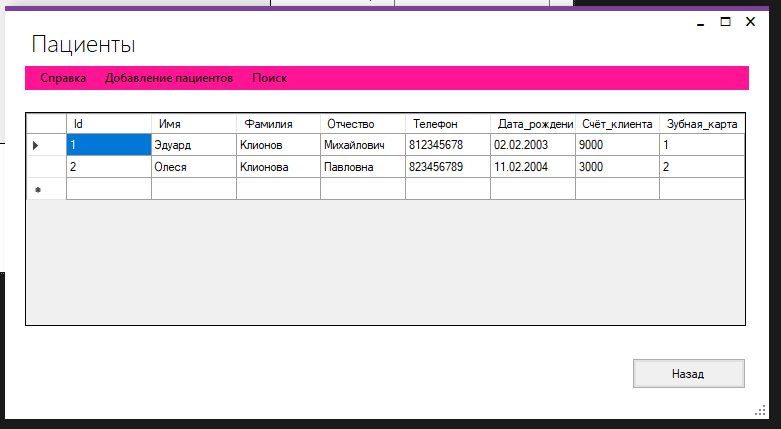 Пациенты
Справка Добавление пациентов Поиск
Id Имя Фамилия Отчество Телефон Дата_рождени Счёт_клиента Зубная_карта
1 Эдуард Клионов Михайлович 812345678 02.02.2003 9000 1
2 Олеся Клионова Павловна 823456789 11.02.2004 3000 2
Назад